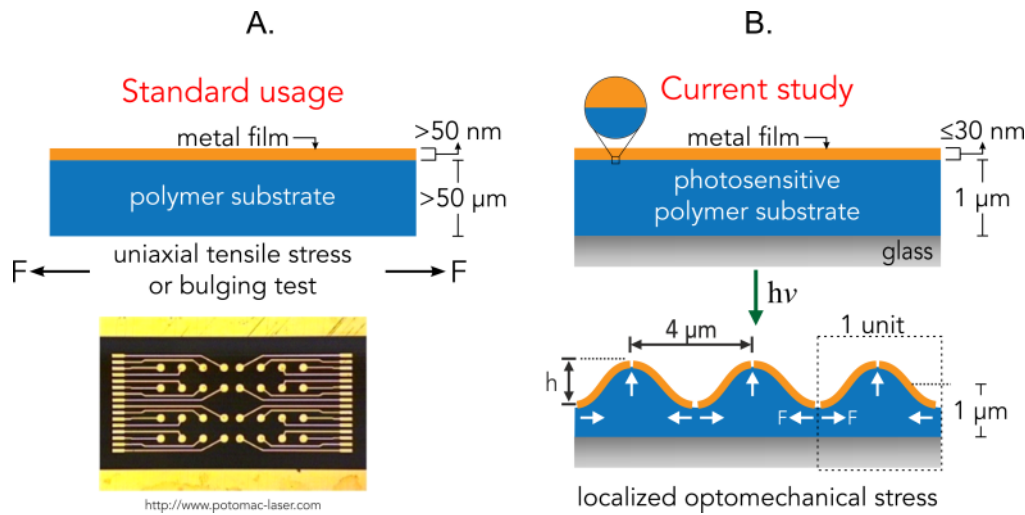 A.
Standard usage
metal film
>50 nm
polymer substrate
>50 μm
uniaxial tensile stress
or bulging test
F
F
http://www.potomac-laser.com
B.
Current study
metal film
≤30 nm
photosensitive
polymer substrate
1 μm
glass
hν
4 μm
1 unit
h
F
F
1 μm
localized optomechanical stress